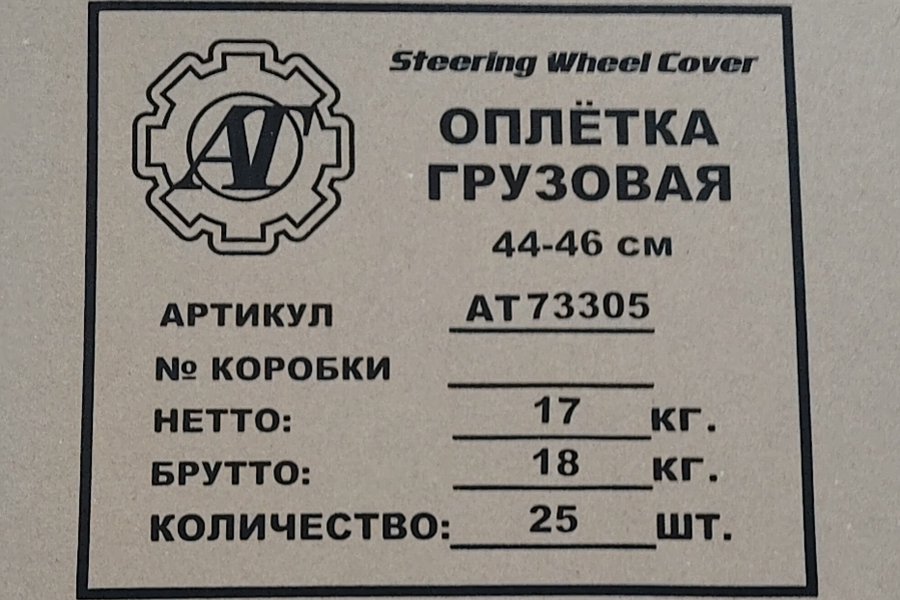 AT
Steering Wheel Cover
ОПЛЁТКА
ГРУЗОВАЯ
44-46 см
АРТИКУЛ AT73305
№ КОРОБКИ
НЕТТО: 17 КГ.
БРУТТО: 18 КГ.
КОЛИЧЕСТВО: 25 ШТ.